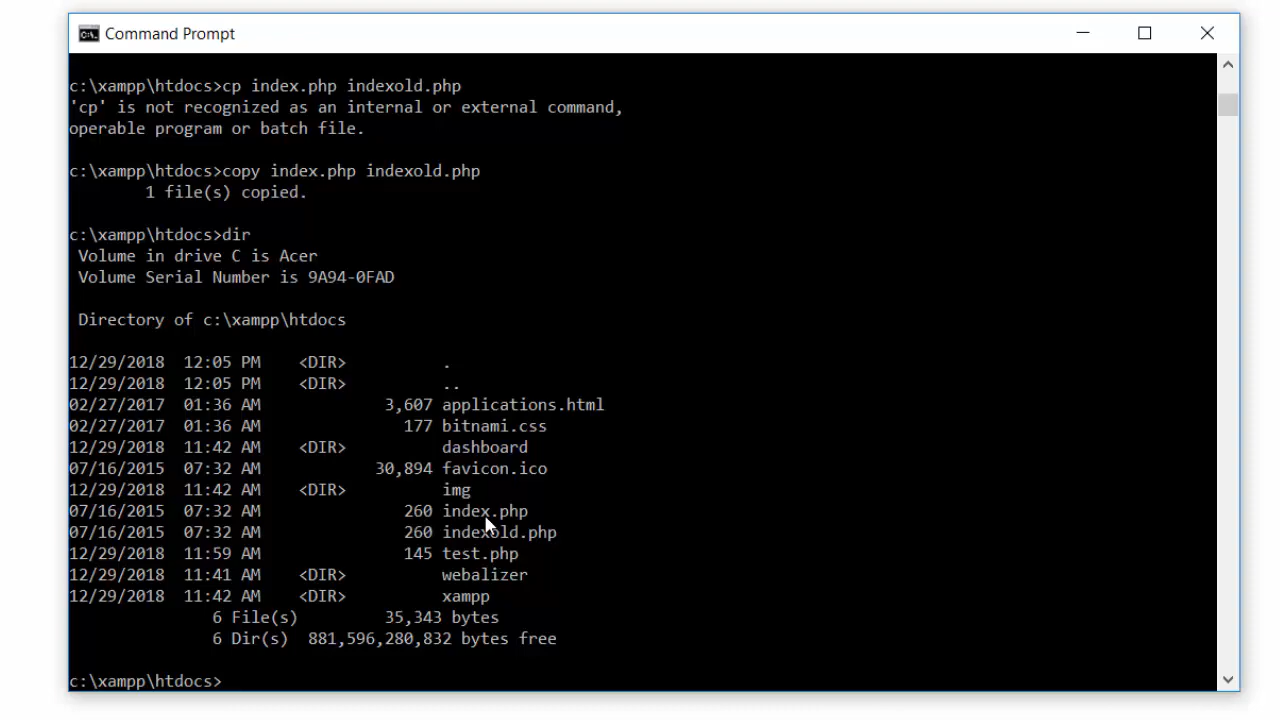 Command Prompt
c:\xampp\htdocs>cp index.php indexold.php
'cp' is not recognized as an internal or external command,
operable program or batch file.
c:\xampp\htdocs>copy index.php indexold.php
        1 file(s) copied.
c:\xampp\htdocs>dir
 Volume in drive C is Acer
 Volume Serial Number is 9A94-0FAD
 Directory of c:\xampp\htdocs
12/29/2018  12:05 PM    <DIR>          .
12/29/2018  12:05 PM    <DIR>          ..
02/27/2017  01:36 AM             3,607 applications.html
02/27/2017  01:36 AM               177 bitnami.css
12/29/2018  11:42 AM    <DIR>          dashboard
07/16/2015  07:32 AM            30,894 favicon.ico
12/29/2018  11:42 AM    <DIR>          img
07/16/2015  07:32 AM               260 index.php
07/16/2015  07:32 AM               260 indexold.php
12/29/2018  11:59 AM               145 test.php
12/29/2018  11:41 AM    <DIR>          webalizer
12/29/2018  11:42 AM    <DIR>          xampp
               6 File(s)         35,343 bytes
               6 Dir(s)  881,596,280,832 bytes free
c:\xampp\htdocs>